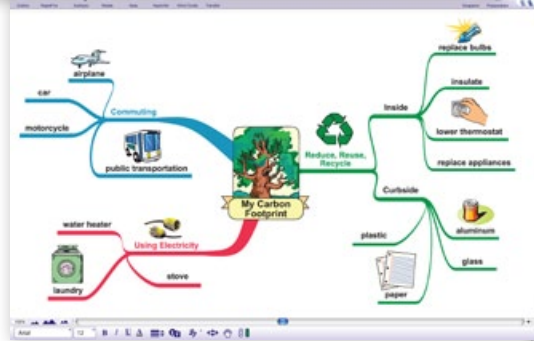 airplane
car
Commuting
motorcycle
public transportation
My Carbon
Footprint
water heater
Using Electricity
stove
laundry
Reduce, Reuse,
Recycle
Inside
replace bulbs
insulate
lower thermostat
replace appliances
Curbside
plastic
aluminum
glass
paper
Arial
12
B I U A